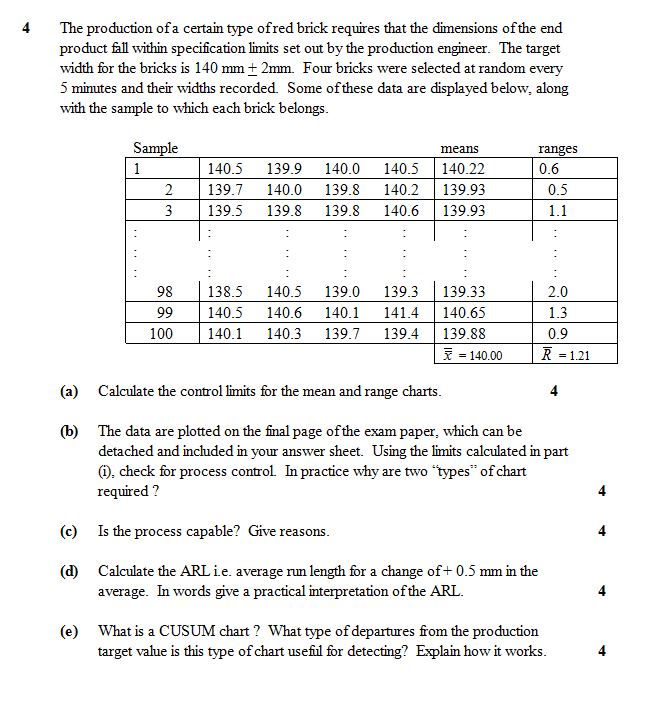 4 The production of a certain type of red brick requires that the dimensions of the end
product fall within specification limits set out by the production engineer. The target
width for the bricks is 140 mm ± 2mm. Four bricks were selected at random every
5 minutes and their widths recorded. Some of these data are displayed below, along
with the sample to which each brick belongs.
Sample means ranges
1 140.5 139.9 140.0 140.5 140.22 0.6
2 139.7 140.0 139.8 140.2 139.93 0.5
3 139.5 139.8 139.8 140.6 139.93 1.1
: : : : : : :
: : : : : : :
: : : : : : :
98 138.5 140.5 139.0 139.3 139.33 2.0
99 140.5 140.6 140.1 141.4 140.65 1.3
100 140.1 140.3 139.7 139.4 139.88 0.9
x̿ = 140.00 R̅ = 1.21
(a) Calculate the control limits for the mean and range charts. 4
(b) The data are plotted on the final page of the exam paper, which can be
detached and included in your answer sheet. Using the limits calculated in part
(i), check for process control. In practice why are two "types" of chart
required ? 4
(c) Is the process capable? Give reasons. 4
(d) Calculate the ARL i.e. average run length for a change of + 0.5 mm in the
average. In words give a practical interpretation of the ARL. 4
(e) What is a CUSUM chart ? What type of departures from the production
target value is this type of chart useful for detecting? Explain how it works. 4